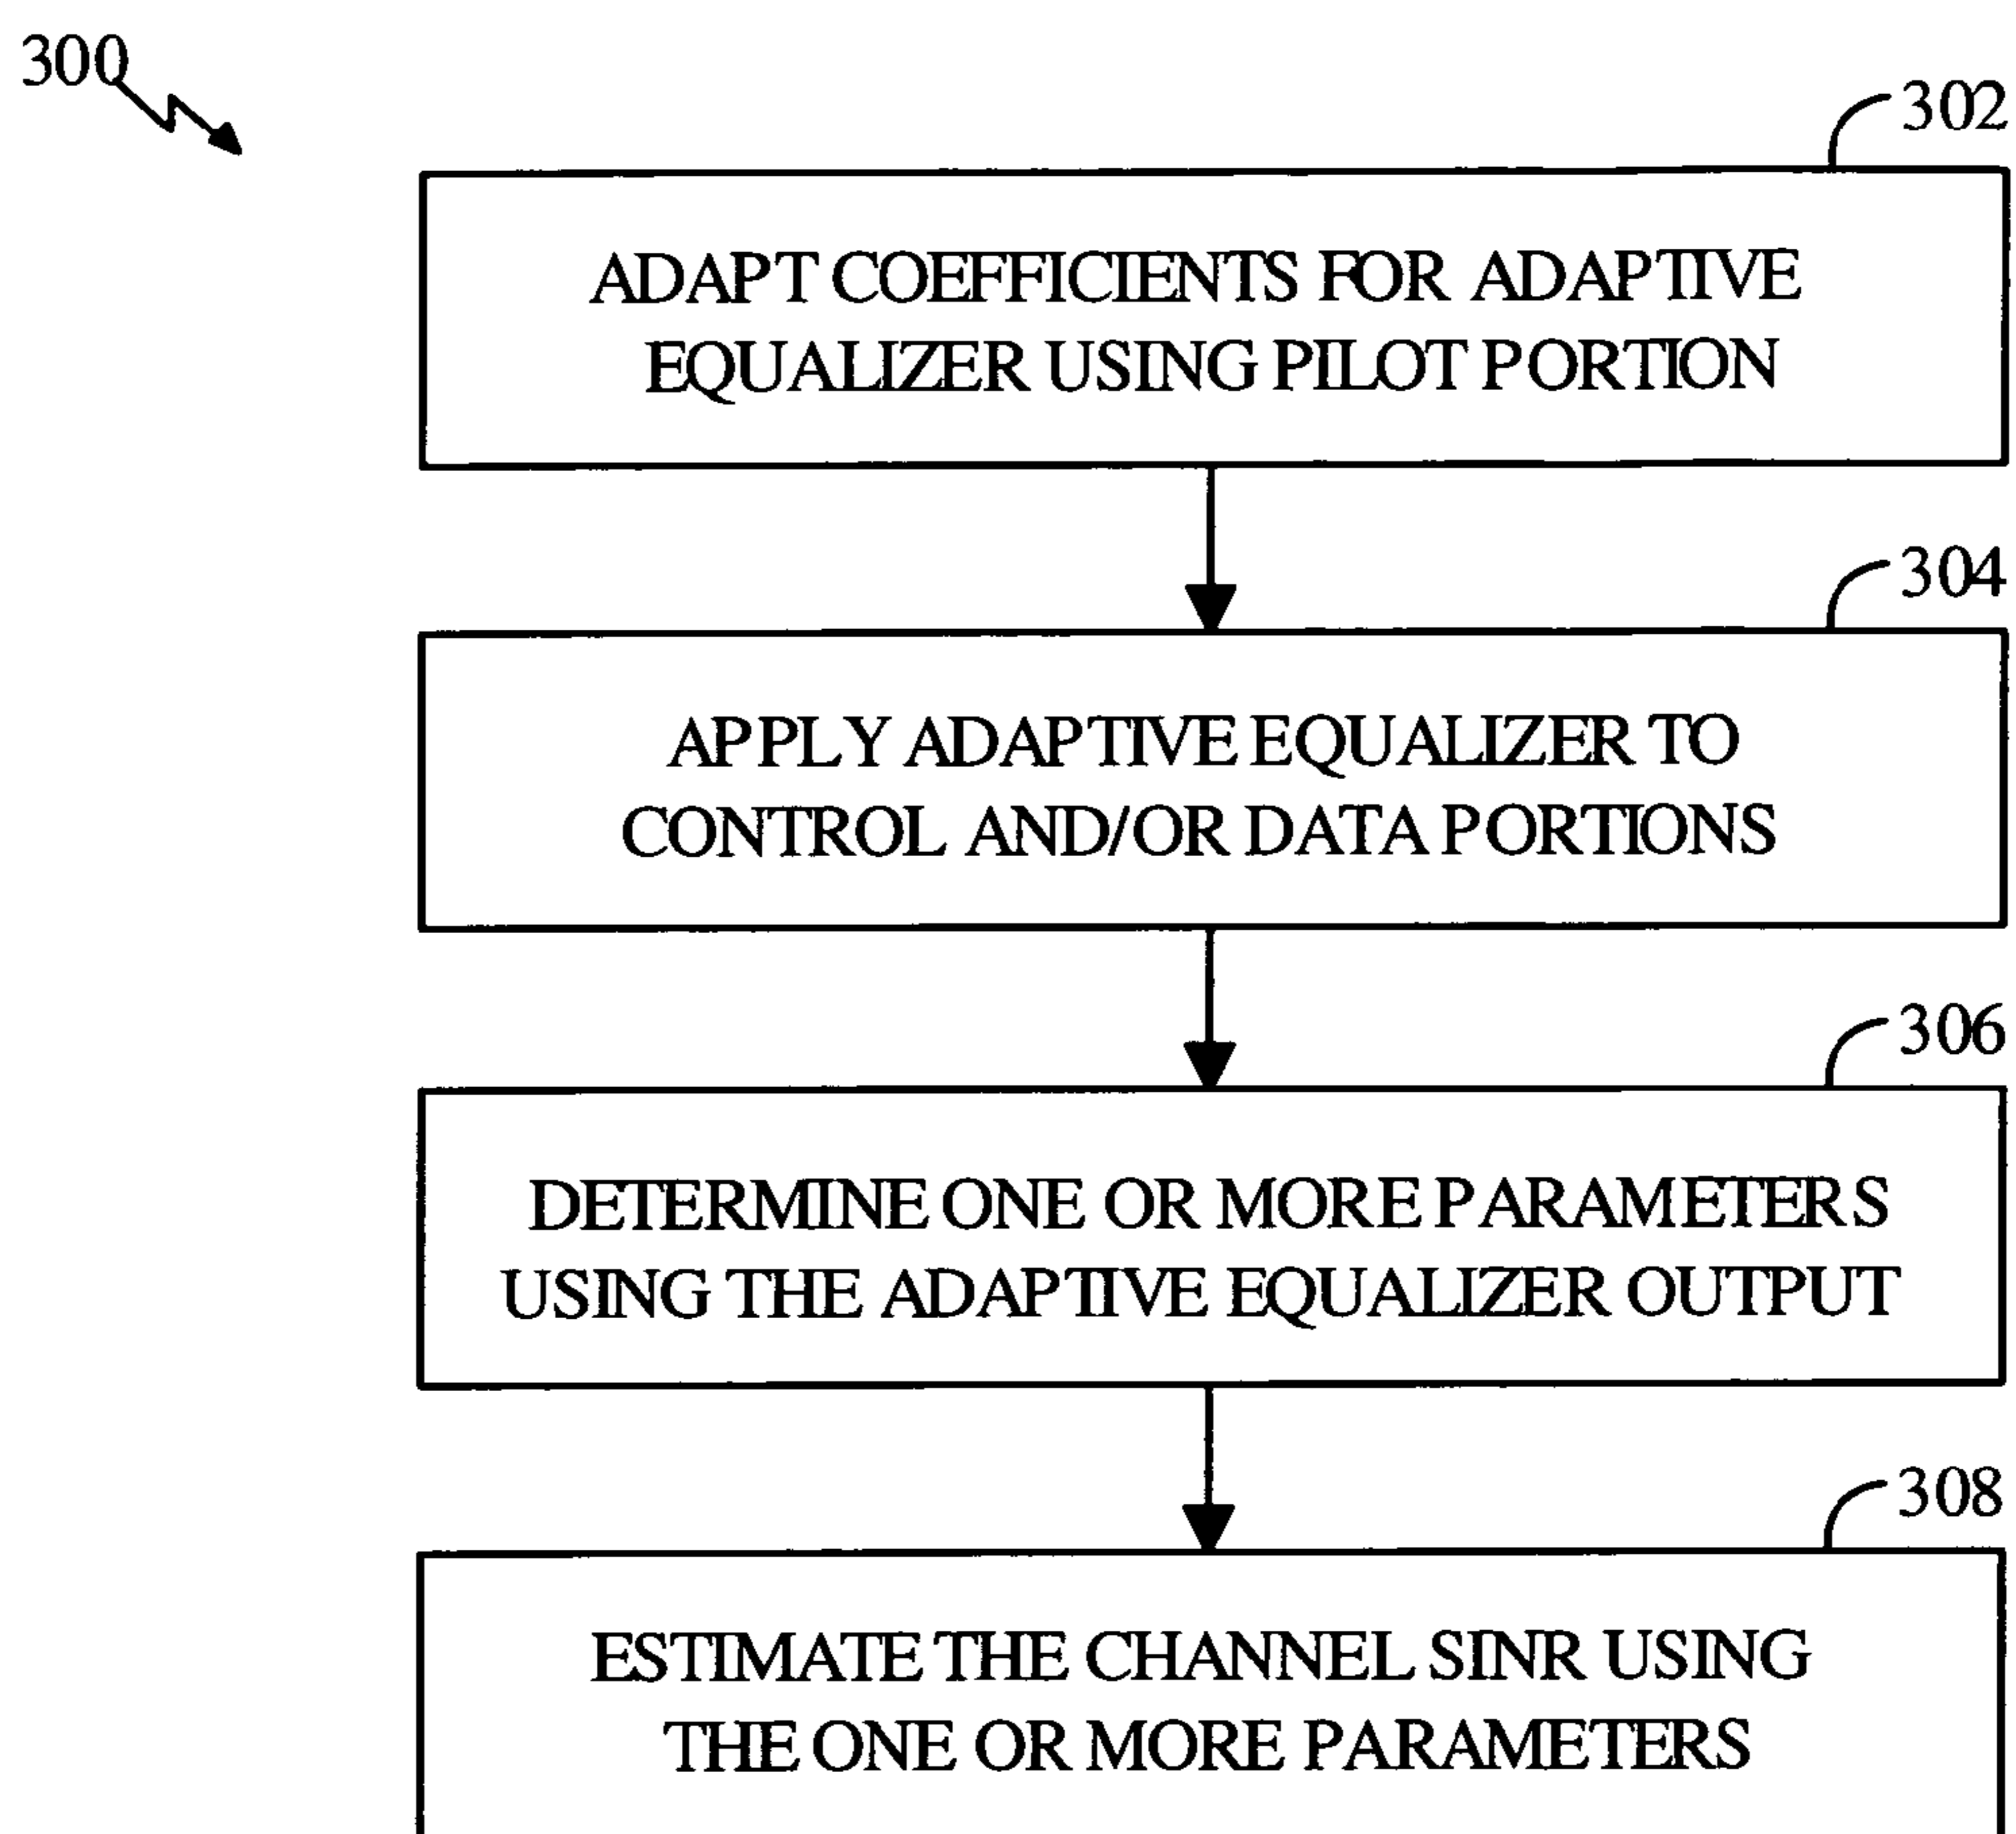 300
302
ADAPT COEFFICIENTS FOR ADAPTIVE
EQUALIZER USING PILOT PORTION
304
APPLY ADAPTIVE EQUALIZER TO
CONTROL AND/OR DATA PORTIONS
306
DETERMINE ONE OR MORE PARAMETERS
USING THE ADAPTIVE EQUALIZER OUTPUT
308
ESTIMATE THE CHANNEL SINR USING
THE ONE OR MORE PARAMETERS